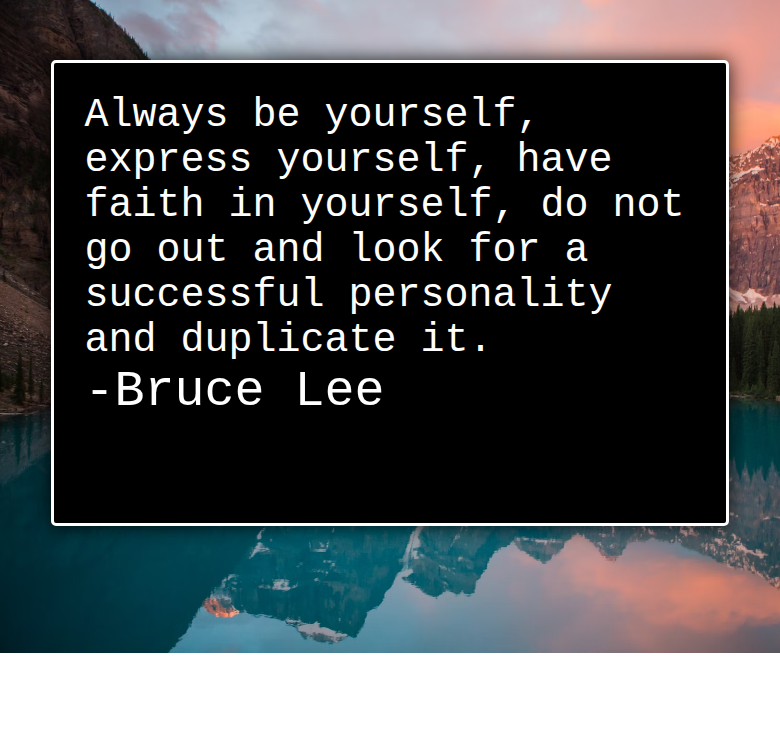 Always be yourself,
express yourself, have
faith in yourself, do not
go out and look for a
successful personality
and duplicate it.
-Bruce Lee